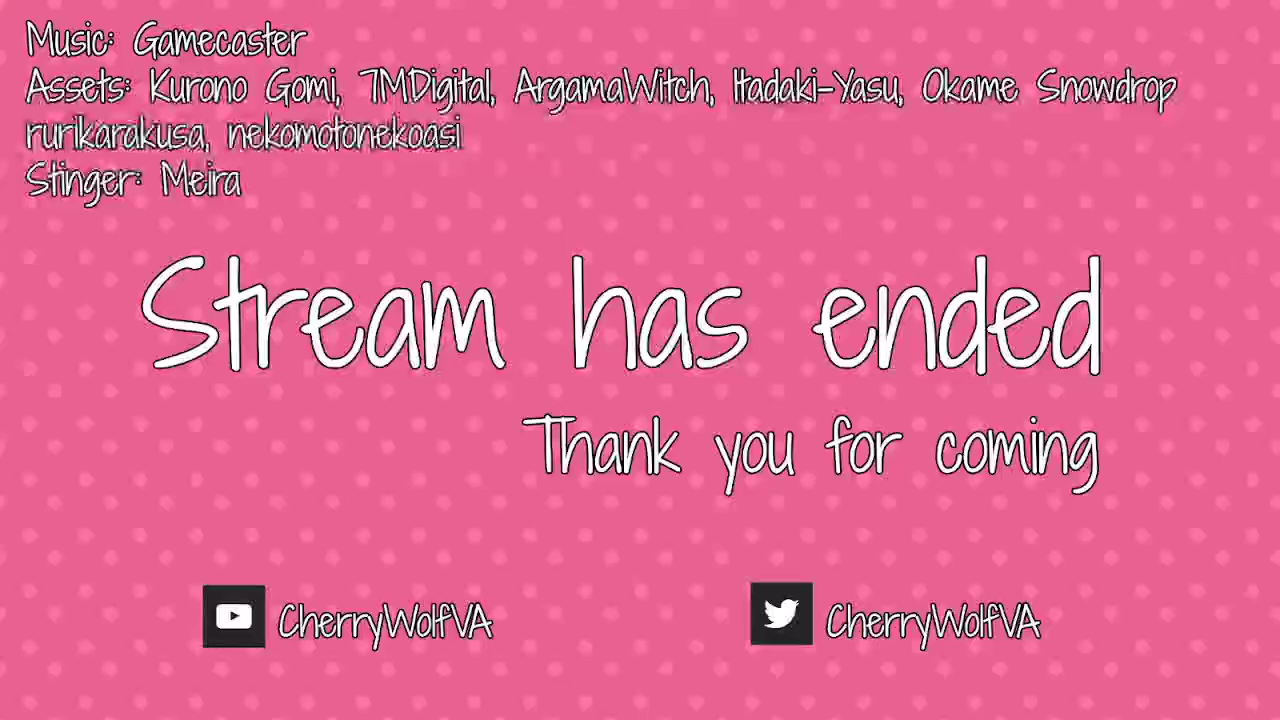 Music: Gamecaster
Assets: Kurono Gomi, 7MDigital, ArgamaWitch, Itadaki-Yasu, Okame Snowdrop
rurikarakusa, nekomotonekoasi
Stinger: Meira
Stream has ended
Thank you for coming
CherryWolfVA
CherryWolfVA